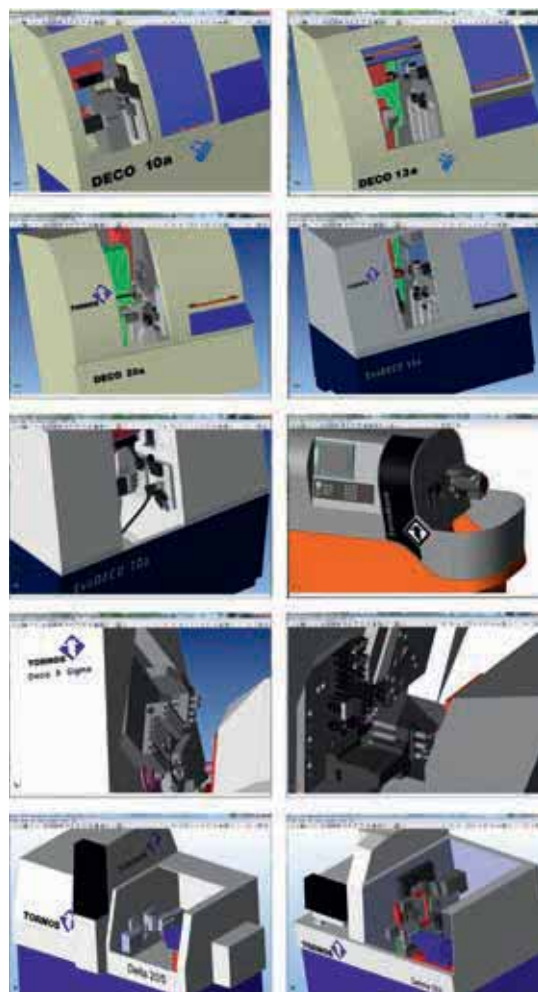 DECO 10a
DECO 13a
TORNOS
DECO 20a
EvoDECO 16a
EvoDECO 10a
TORNOS
Deco & Sigma
TORNOS
TORNOS
Delta 20/5
TORNOS